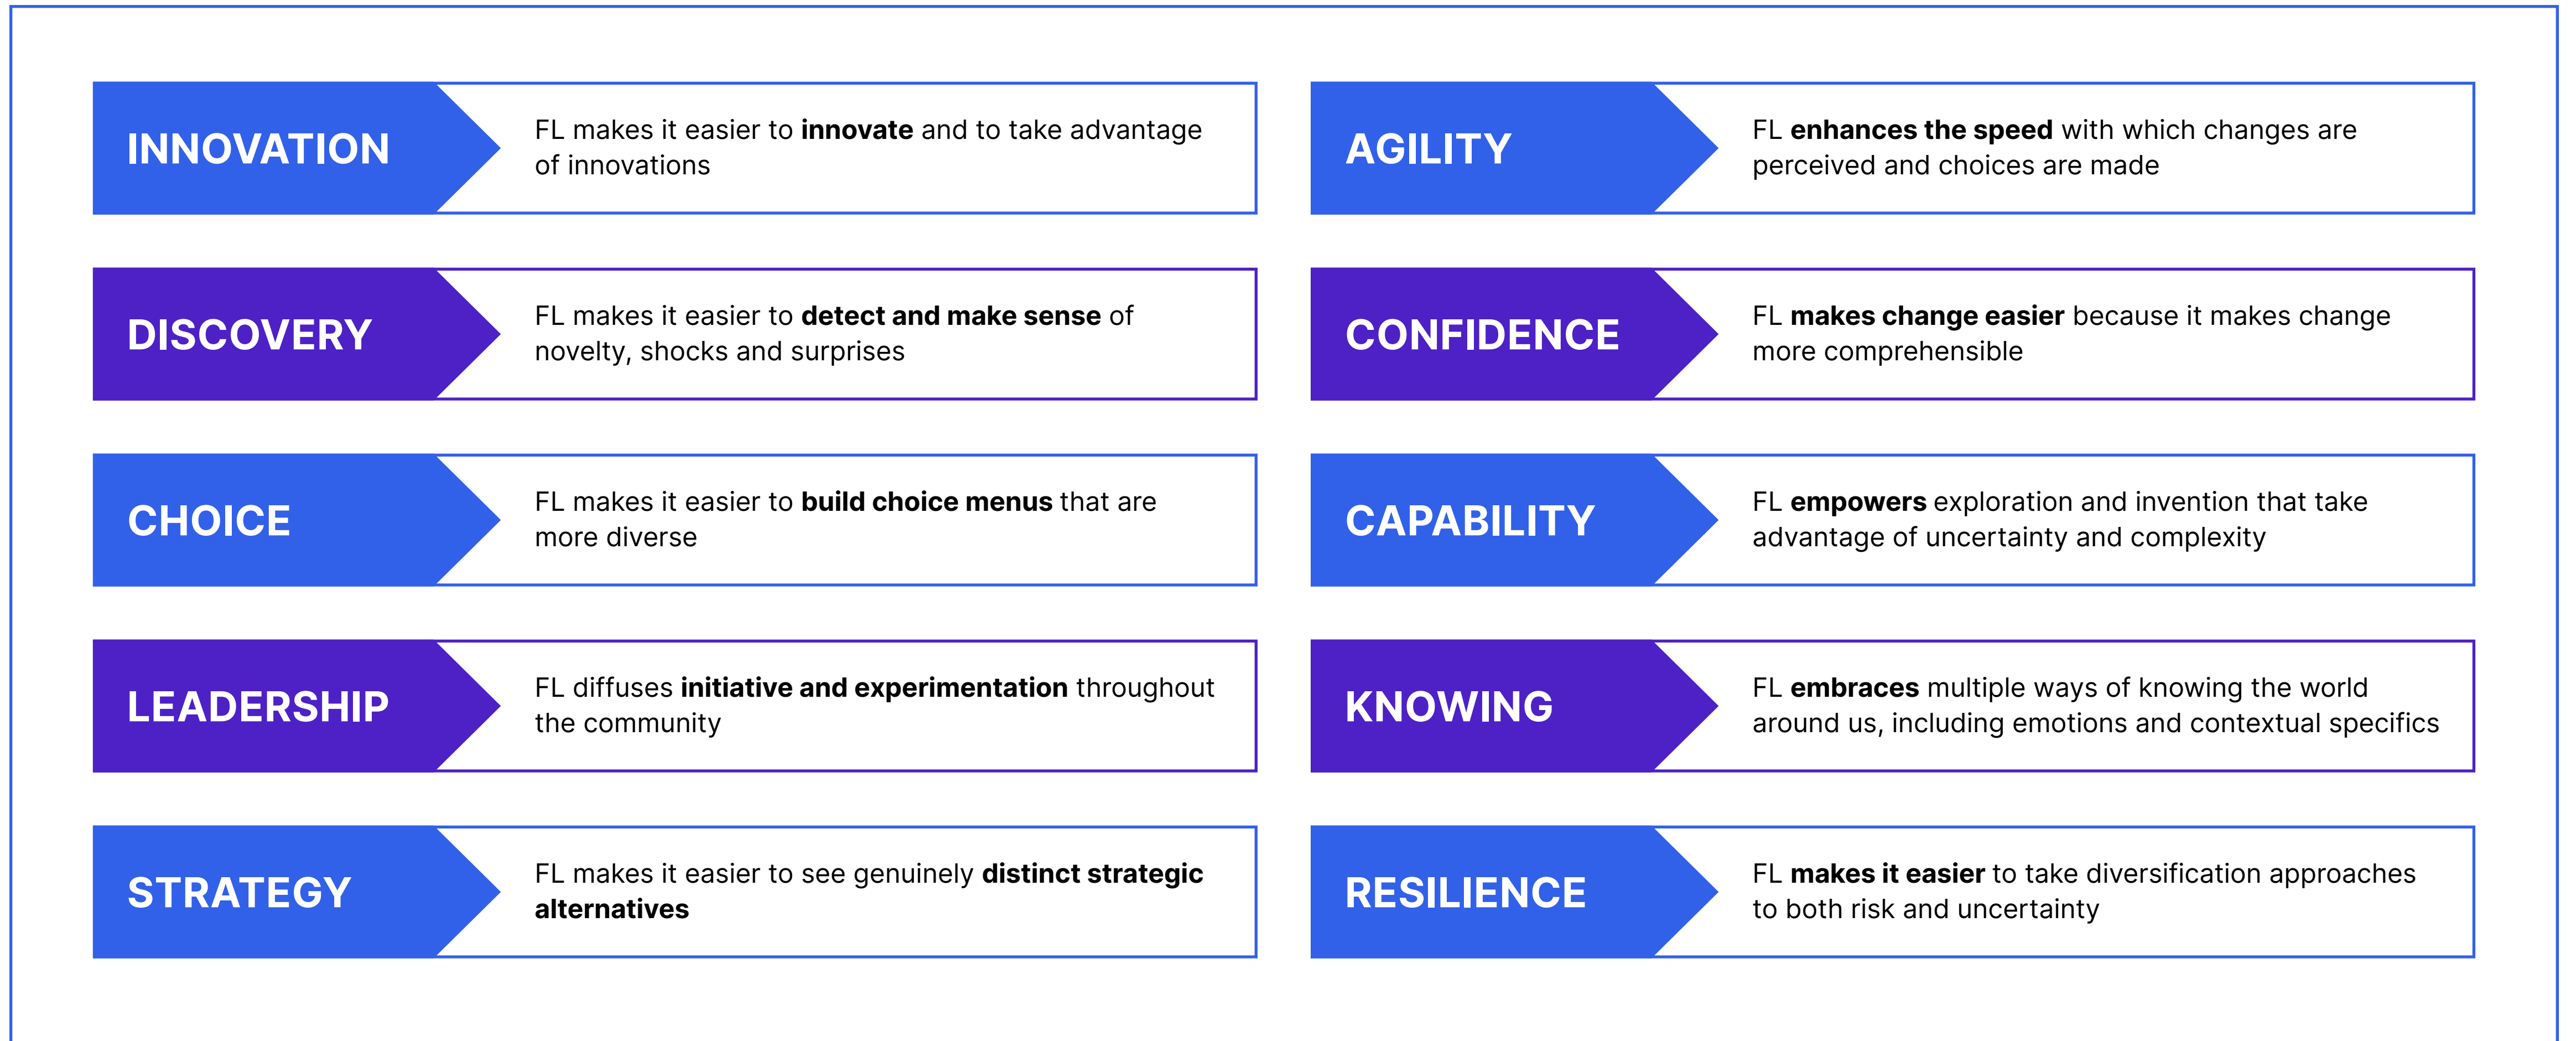 INNOVATION
FL makes it easier to innovate and to take advantage
of innovations
DISCOVERY
FL makes it easier to detect and make sense of
novelty, shocks and surprises
CHOICE
FL makes it easier to build choice menus that are
more diverse
LEADERSHIP
FL diffuses initiative and experimentation throughout
the community
STRATEGY
FL makes it easier to see genuinely distinct strategic
alternatives
AGILITY
FL enhances the speed with which changes are
perceived and choices are made
CONFIDENCE
FL makes change easier because it makes change
more comprehensible
CAPABILITY
FL empowers exploration and invention that take
advantage of uncertainty and complexity
KNOWING
FL embraces multiple ways of knowing the world
around us, including emotions and contextual specifics
RESILIENCE
FL makes it easier to take diversification approaches
to both risk and uncertainty